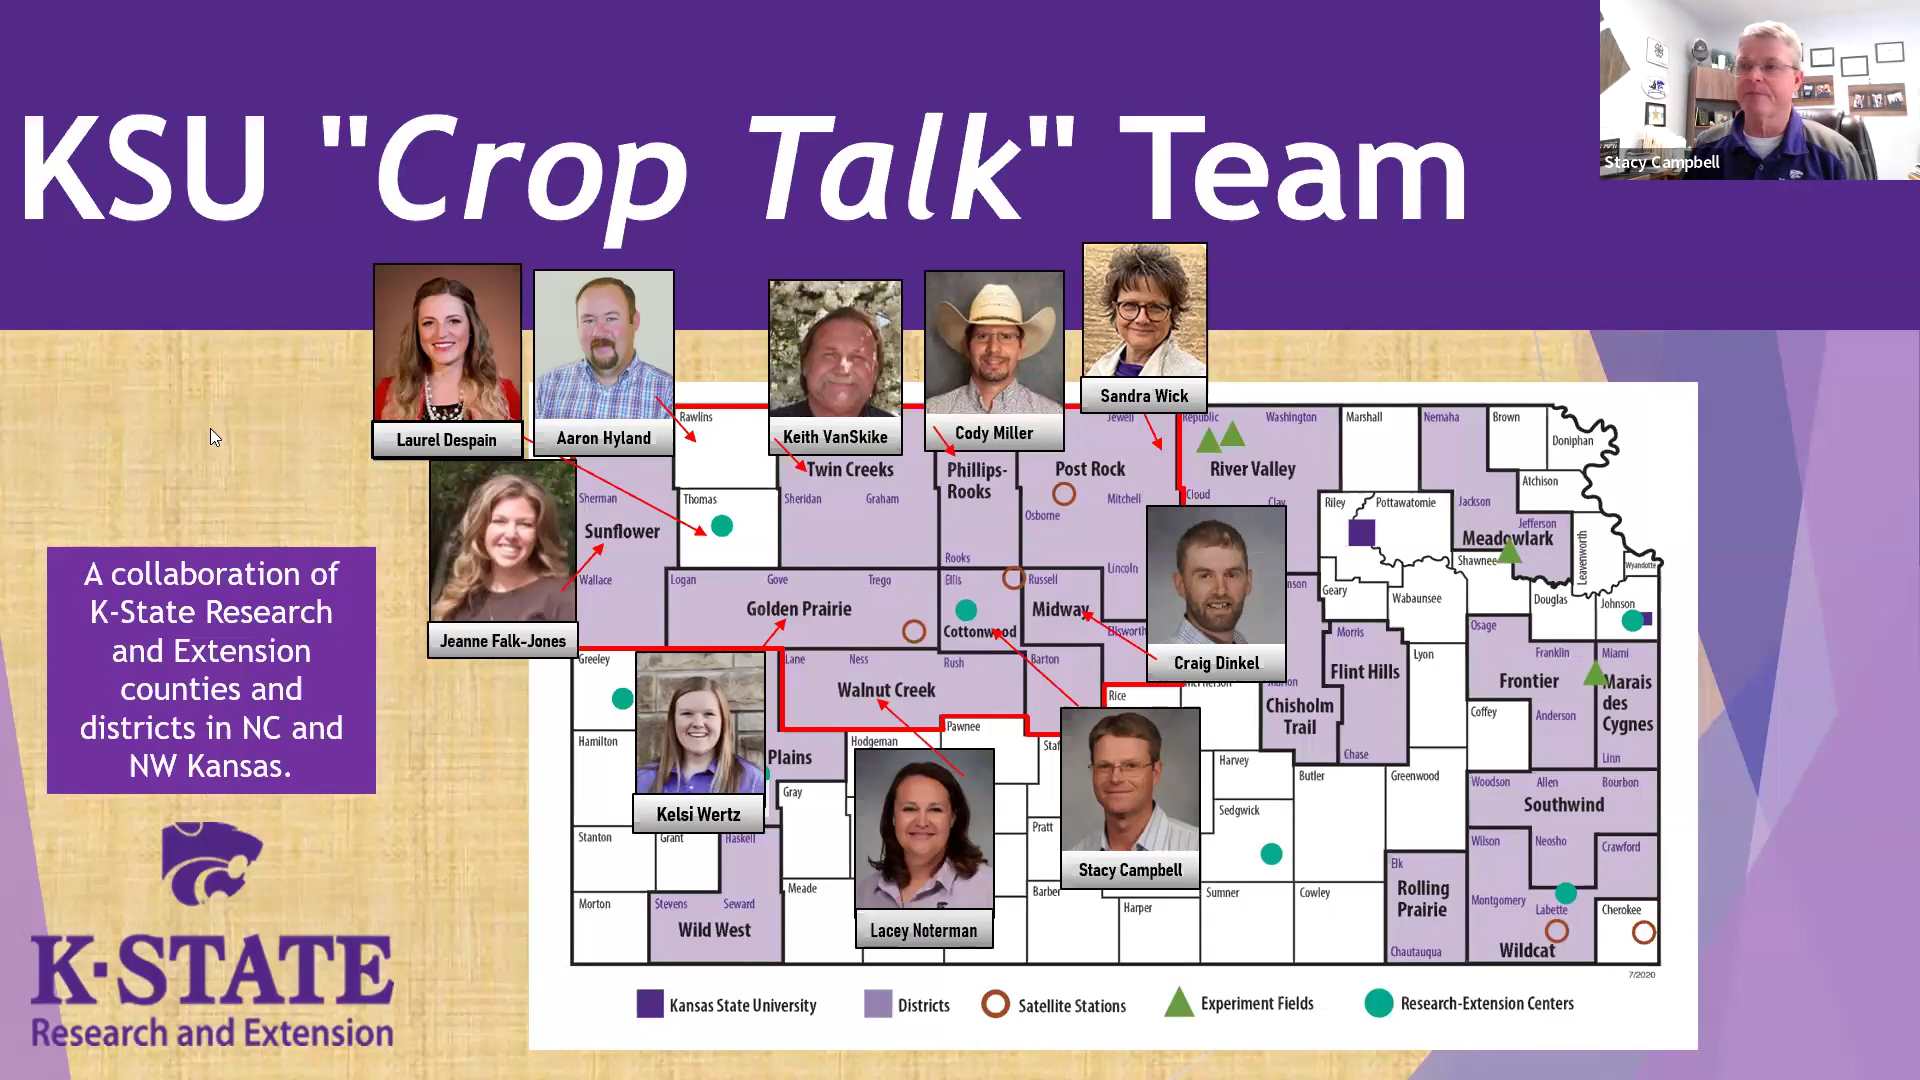 KSU "Crop Talk" Team
Stacy Campbell
Laurel Despain
Aaron Hyland
Keith VanSkike
Cody Miller
Sandra Wick
Jeanne Falk-Jones
Craig Dinkel
Kelsi Wertz
Lacey Noterman
Stacy Campbell
A collaboration of
K-State Research
and Extension
counties and
districts in NC and
NW Kansas.
K-STATE
Research and Extension
Rawlins
Jewell
Republic
Washington
Marshall
Nemaha
Brown
Doniphan
Twin Creeks
Phillips-
Rooks
Post Rock
River Valley
Atchison
Sherman
Thomas
Sheridan
Graham
Mitchell
Cloud
Clay
Riley
Pottawatomie
Jackson
Osborne
Jefferson
Sunflower
Meadowlark
Leavenworth
Rooks
Shawnee
Wyandotte
Wallace
Logan
Gove
Trego
Ellis
Russell
Lincoln
Geary
Wabaunsee
Douglas
Johnson
Golden Prairie
Midway
Cottonwood
Ellsworth
Morris
Osage
Greeley
Lane
Ness
Rush
Barton
Lyon
Franklin
Miami
Flint Hills
Frontier
Marais
des
Cygnes
Walnut Creek
Rice
Marion
Chisholm
Trail
Coffey
Anderson
Pawnee
Hamilton
Hodgeman
Plains
Chase
Linn
Harvey
Butler
Greenwood
Woodson
Allen
Bourbon
Southwind
Gray
Sedgwick
Pratt
Stanton
Grant
Haskell
Wilson
Neosho
Crawford
Elk
Rolling
Prairie
Meade
Barber
Sumner
Cowley
Morton
Stevens
Seward
Harper
Montgomery
Labette
Cherokee
Wild West
Wildcat
Chautauqua
7/2020
Kansas State University
Districts
Satellite Stations
Experiment Fields
Research-Extension Centers